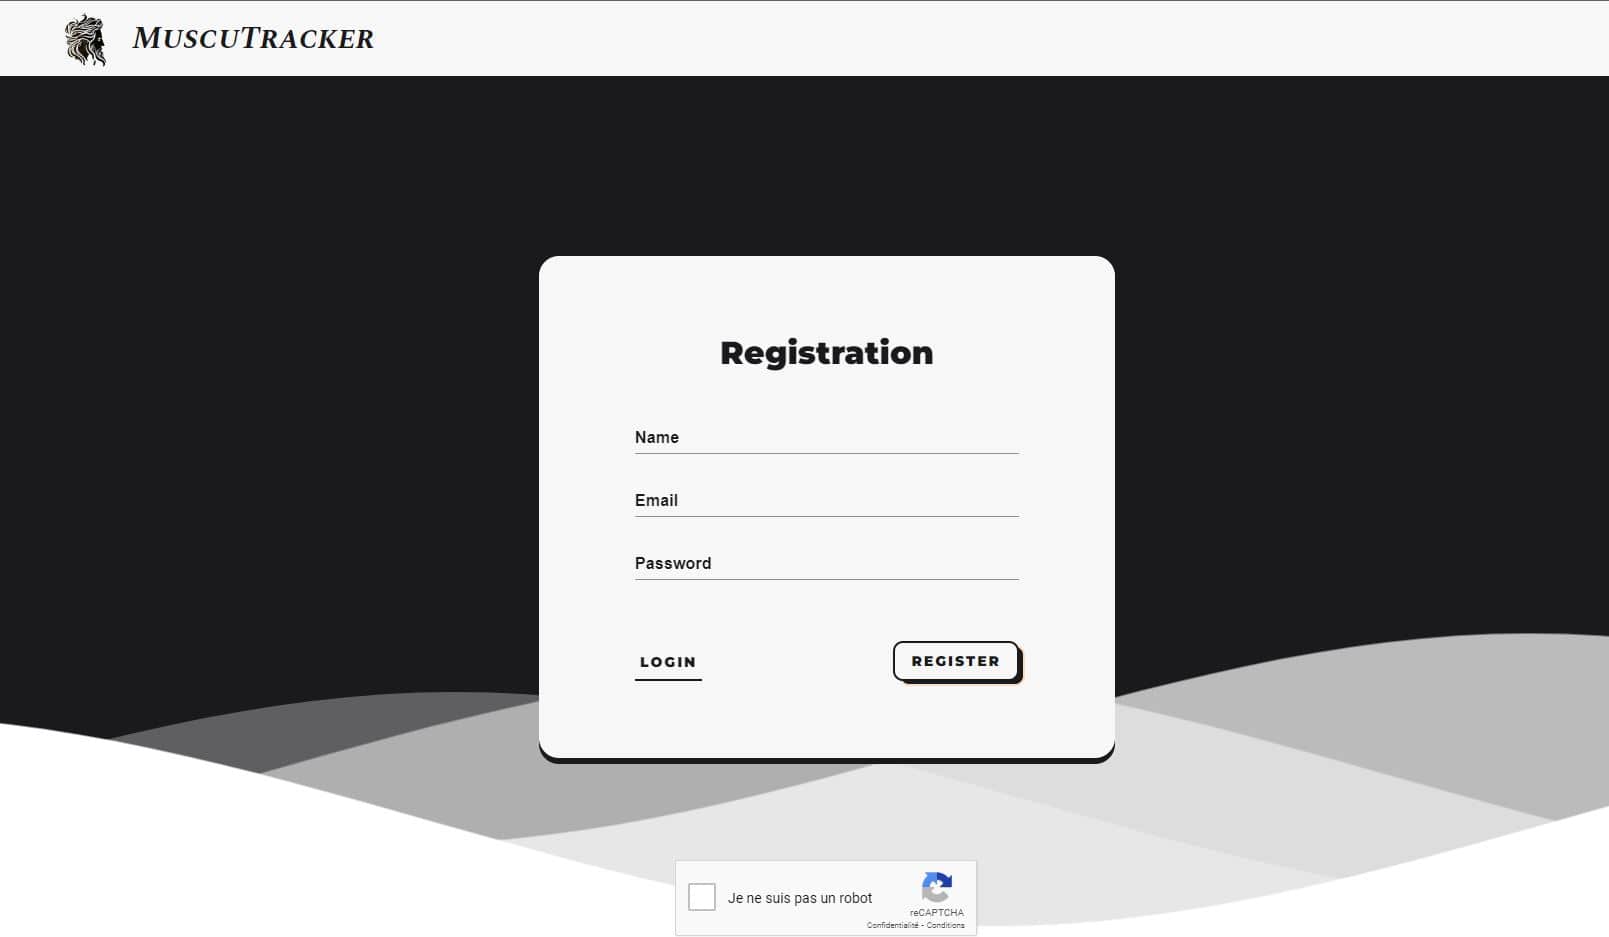 MuscuTracker
Registration
Name
Email
Password
LOGIN
REGISTER
Je ne suis pas un robot
reCAPTCHA
Confidentialité - Conditions